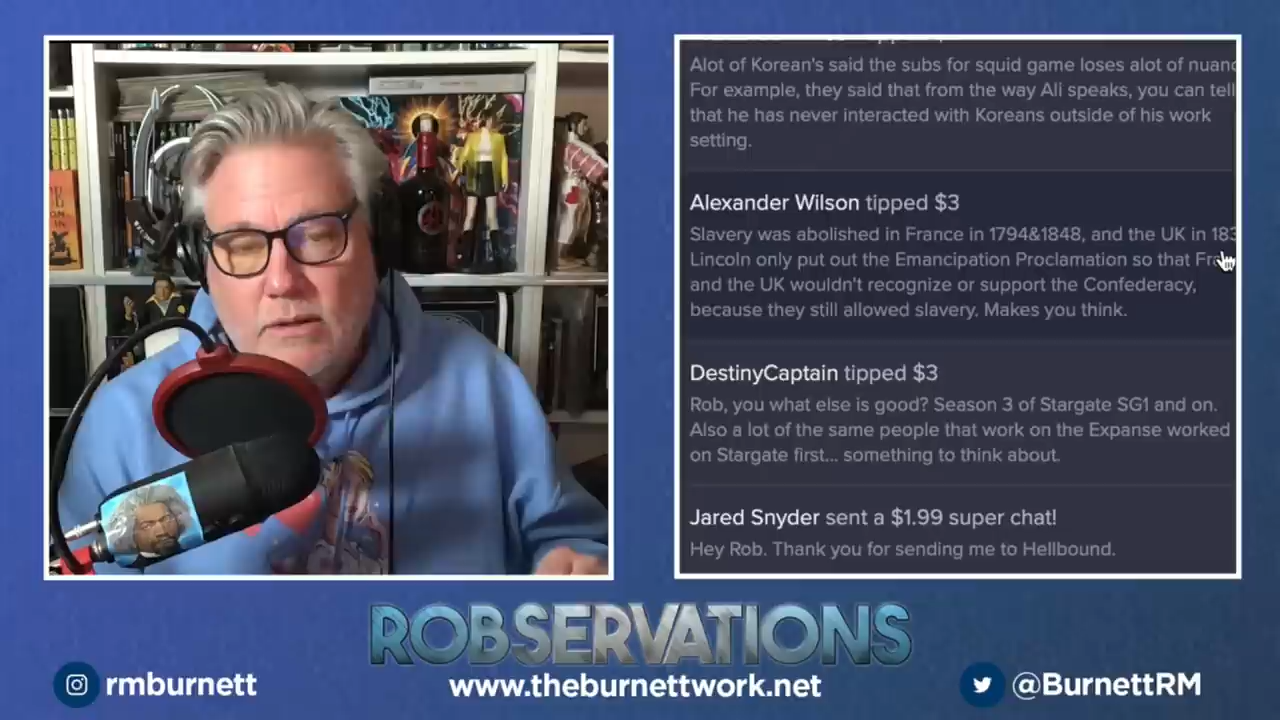 Alot of Korean's said the subs for squid game loses alot of
For example, they said that from the way Ali speaks, you can tell
that he has never interacted with Koreans outside of his work
setting.
Alexander Wilson tipped $3
Slavery was abolished in France in 1794&1848, and the UK in
Lincoln only put out the Emancipation Proclamation so that
and the UK wouldn't recognize or support the Confederacy,
because they still allowed slavery. Makes you think.
DestinyCaptain tipped $3
Rob, you what else is good? Season 3 of Stargate SG1 and on.
Also a lot of the same people that work on the Expanse worked
on Stargate first... something to think about.
Jared Snyder sent a $1.99 super chat!
Hey Rob. Thank you for sending me to Hellbound.
ROBSERVATIONS
rmburnett
www.theburnettwork.net
@BurnettRM